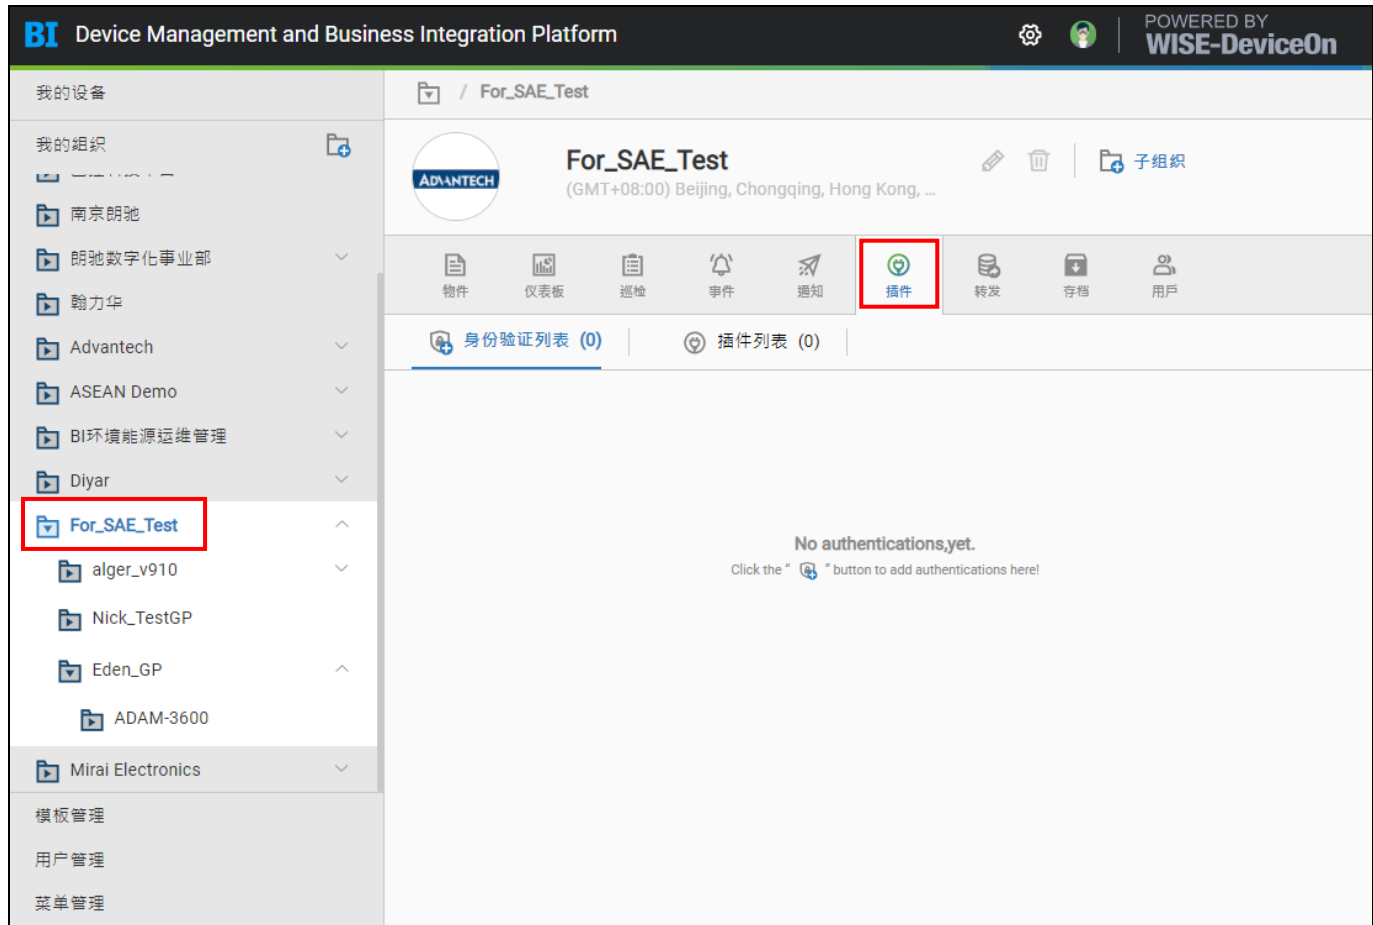 BI Device Management and Business Integration Platform
POWERED BY
WISE-DeviceOn
我的设备
我的组织
南京朗驰
朗驰数字化事业部
翰力华
Advantech
ASEAN Demo
BI环境能源运维管理
Diyar
For_SAE_Test
alger_v910
Nick_TestGP
Eden_GP
ADAM-3600
Mirai Electronics
模板管理
用户管理
菜单管理
/ For_SAE_Test
ADVANTECH
For_SAE_Test
(GMT+08:00) Beijing, Chongqing, Hong Kong, ...
子组织
物件
仪表板
巡检
事件
通知
插件
转发
存档
用戶
身份验证列表 (0)
插件列表 (0)
No authentications,yet.
Click the " " button to add authentications here!